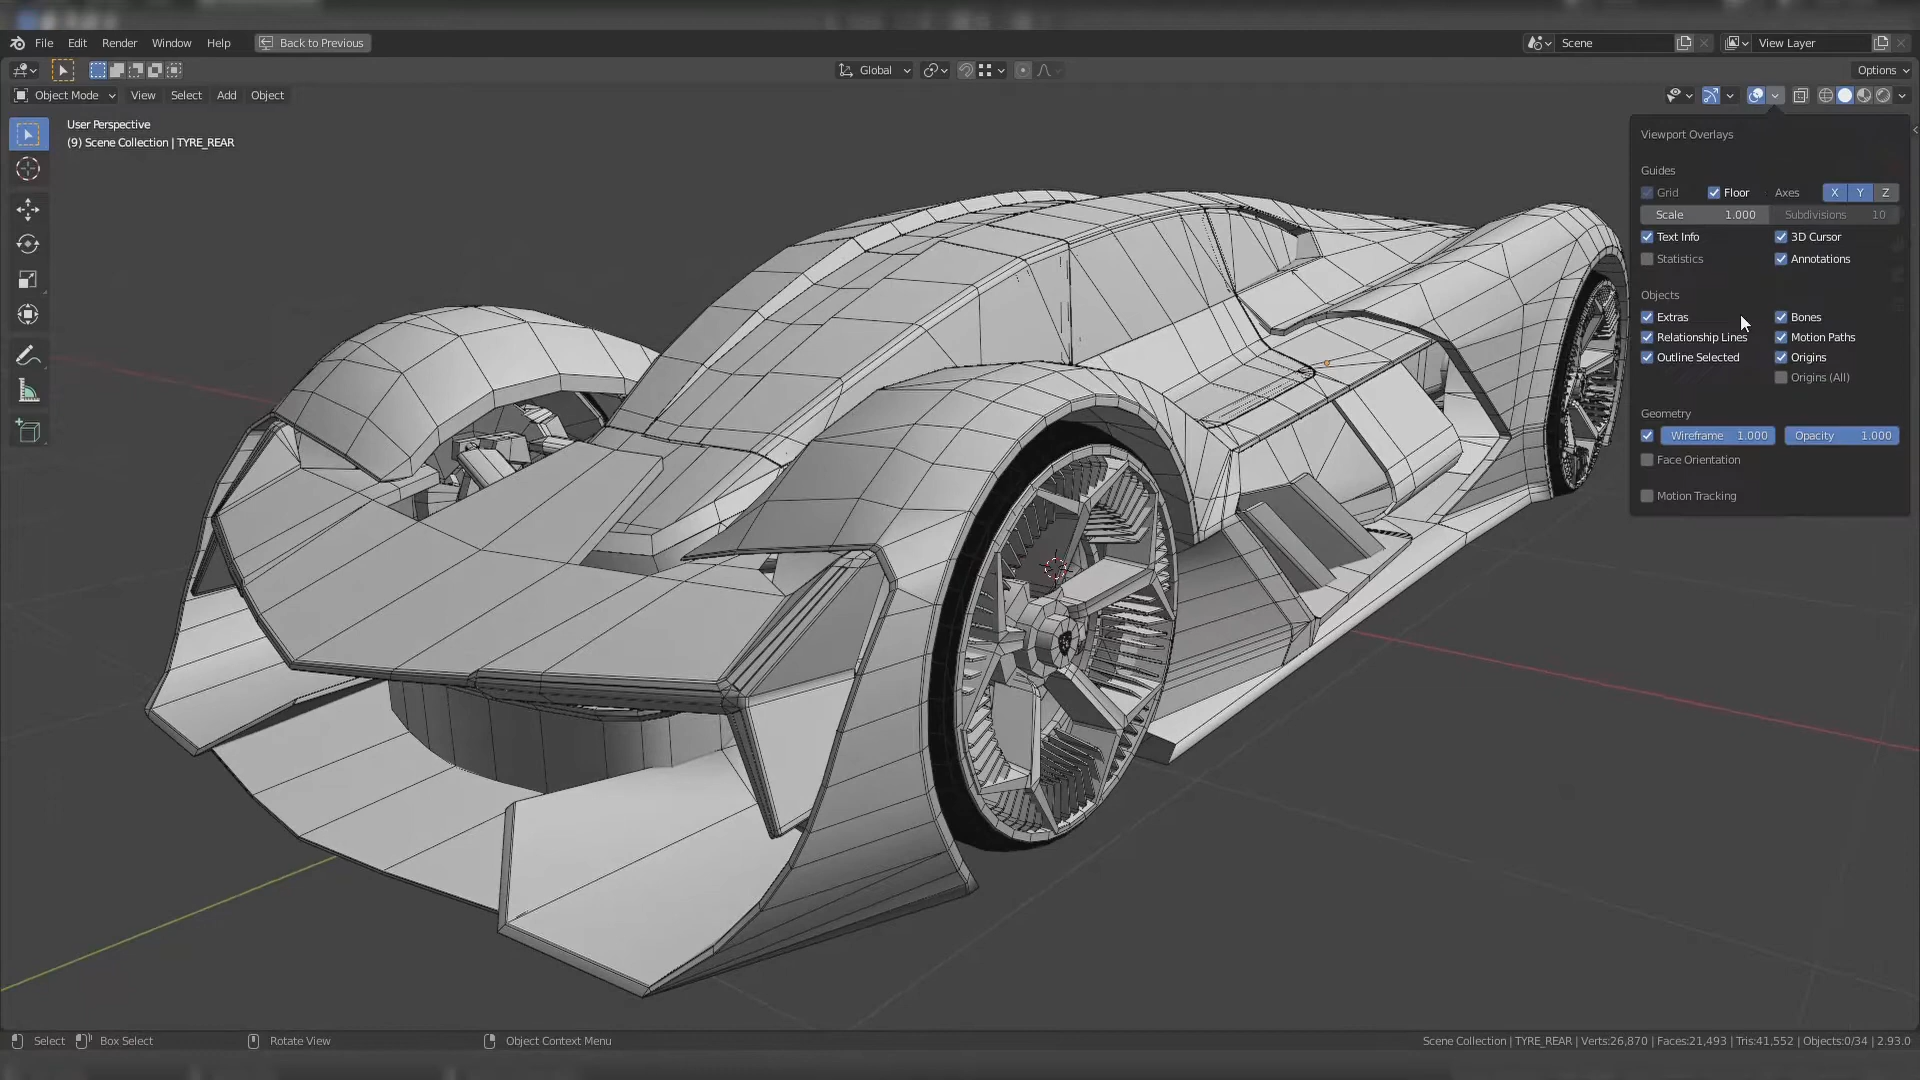 File Edit Render Window Help Back to Previous Scene View Layer
Global Options
Object Mode View Select Add Object
User Perspective
(9) Scene Collection | TYRE_REAR
Viewport Overlays
Guides
Grid Floor Axes X Y Z
Scale 1.000 Subdivisions 10
Text Info 3D Cursor
Statistics Annotations
Objects
Extras Bones
Relationship Lines Motion Paths
Outline Selected Origins
Origins (All)
Geometry
Wireframe 1.000 Opacity 1.000
Face Orientation
Motion Tracking
Select Box Select Rotate View Object Context Menu Scene Collection | TYRE_REAR | Verts:26,870 | Faces:21,493 | Tris:41,552 | Objects:0/34 | 2.93.0